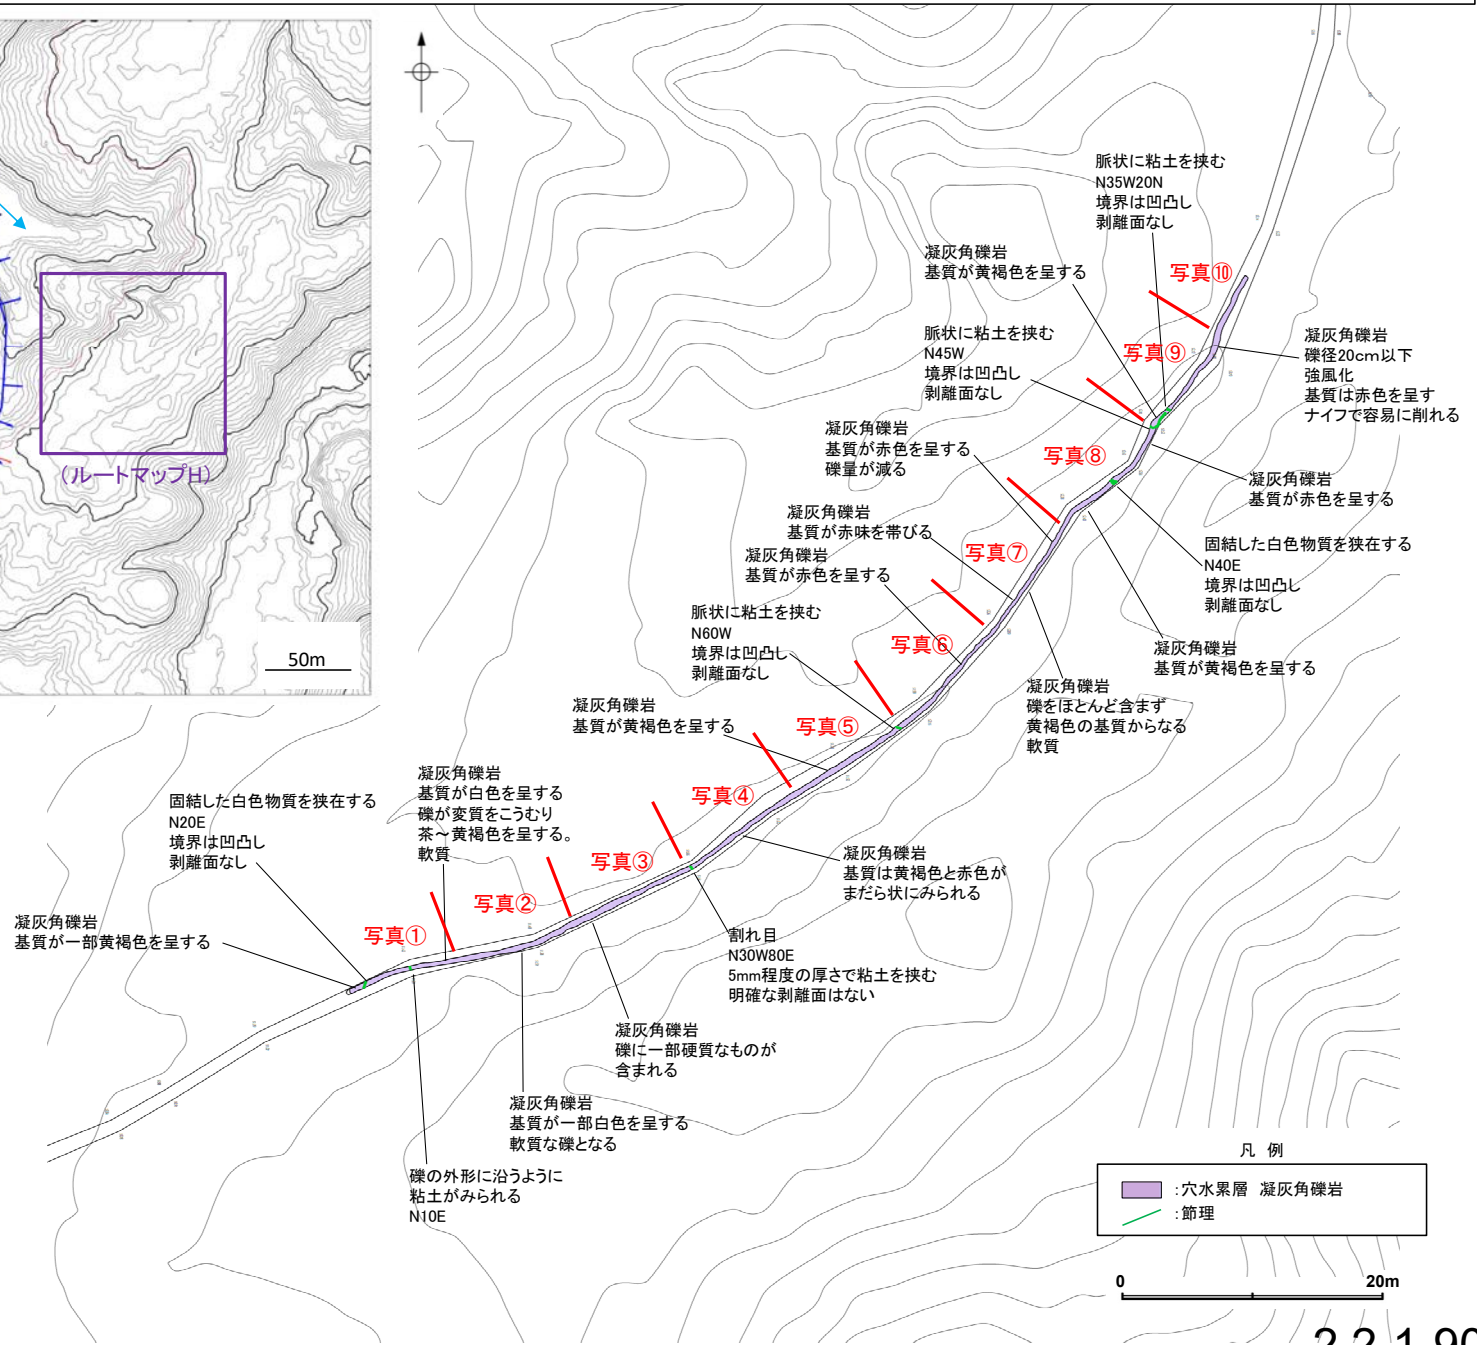 (ルートマップH)
50m
脈状に粘土を挟む
N35W20N
境界は凹凸し
剥離面なし
凝灰角礫岩
基質が黄褐色を呈する
写真⑩
脈状に粘土を挟む
N45W
境界は凹凸し
剥離面なし
写真⑨
凝灰角礫岩
礫径20cm以下
強風化
基質は赤色を呈す
ナイフで容易に削れる
凝灰角礫岩
基質が赤色を呈する
礫量が減る
写真⑧
凝灰角礫岩
基質が赤色を呈する
凝灰角礫岩
基質が赤味を帯びる
写真⑦
固結した白色物質を狭在する
N40E
境界は凹凸し
剥離面なし
凝灰角礫岩
基質が赤色を呈する
脈状に粘土を挟む
N60W
境界は凹凸し
剥離面なし
写真⑥
凝灰角礫岩
基質が黄褐色を呈する
凝灰角礫岩
礫をほとんど含まず
黄褐色の基質からなる
軟質
凝灰角礫岩
基質が黄褐色を呈する
写真⑤
凝灰角礫岩
基質が白色を呈する
礫が変質をこうむり
茶～黄褐色を呈する。
軟質
写真④
固結した白色物質を狭在する
N20E
境界は凹凸し
剥離面なし
写真③
凝灰角礫岩
基質は黄褐色と赤色が
まだら状にみられる
写真②
凝灰角礫岩
基質が一部黄褐色を呈する
写真①
割れ目
N30W80E
5mm程度の厚さで粘土を挟む
明確な剥離面はない
凝灰角礫岩
礫に一部硬質なものが
含まれる
凝灰角礫岩
基質が一部白色を呈する
軟質な礫となる
礫の外形に沿うように
粘土がみられる
N10E
凡 例
:穴水累層 凝灰角礫岩
:節理
0 20m
2.2.1-90